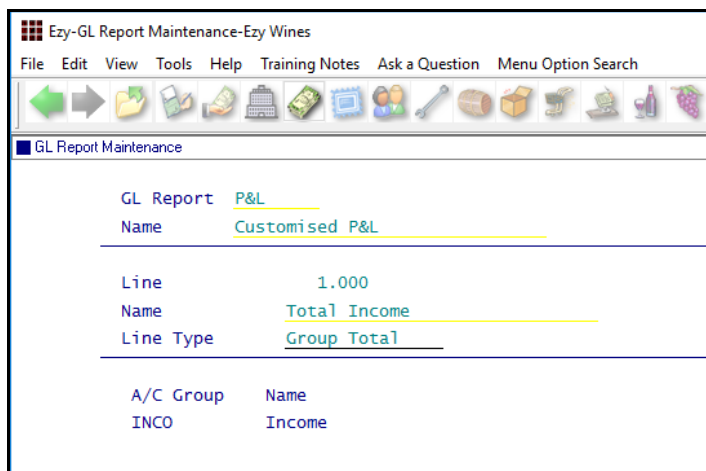 Ezy-GL Report Maintenance-Ezy Wines
File Edit View Tools Help Training Notes Ask a Question Menu Option Search
GL Report Maintenance
GL Report P&L
Name Customised P&L
Line 1.000
Name Total Income
Line Type Group Total
A/C Group Name
INCO Income